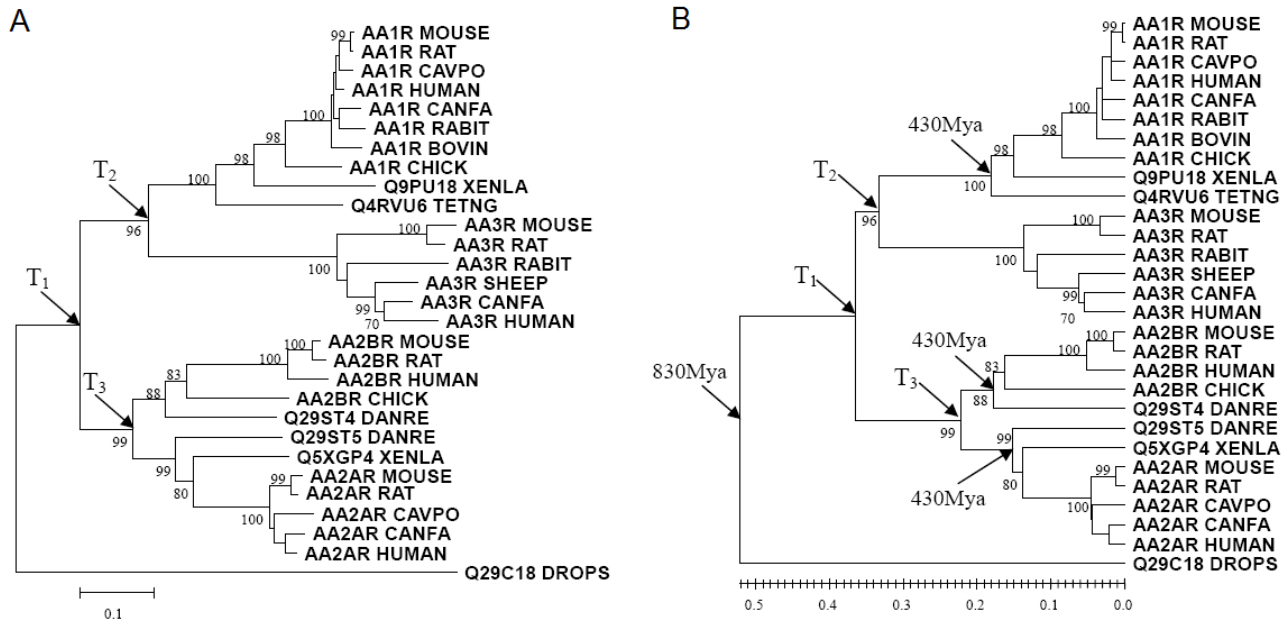 A
AA1R MOUSE
99
AA1R RAT
AA1R CAVPO
AA1R HUMAN
AA1R CANFA
100
AA1R RABIT
98
AA1R BOVIN
98
AA1R CHICK
T2
100
Q9PU18 XENLA
Q4RVU6 TETNG
96
AA3R MOUSE
100
AA3R RAT
100
AA3R RABIT
T1
AA3R SHEEP
99
AA3R CANFA
70
AA3R HUMAN
AA2BR MOUSE
100
AA2BR RAT
100
T3
83
AA2BR HUMAN
88
AA2BR CHICK
Q29ST4 DANRE
99
Q29ST5 DANRE
99
Q5XGP4 XENLA
80
AA2AR MOUSE
99
AA2AR RAT
100
AA2AR CAVPO
AA2AR CANFA
AA2AR HUMAN
Q29C18 DROPS
0.1
B
AA1R MOUSE
99
AA1R RAT
AA1R CAVPO
AA1R HUMAN
AA1R CANFA
100
430Mya
AA1R RABIT
98
AA1R BOVIN
98
AA1R CHICK
T2
Q9PU18 XENLA
100
Q4RVU6 TETNG
96
AA3R MOUSE
100
AA3R RAT
100
AA3R RABIT
T1
AA3R SHEEP
99
AA3R CANFA
70
AA3R HUMAN
AA2BR MOUSE
100
430Mya
AA2BR RAT
100
830Mya
83
AA2BR HUMAN
T3
AA2BR CHICK
88
Q29ST4 DANRE
99
Q29ST5 DANRE
99
Q5XGP4 XENLA
80
AA2AR MOUSE
99
430Mya
AA2AR RAT
100
AA2AR CAVPO
AA2AR CANFA
AA2AR HUMAN
Q29C18 DROPS
0.5 0.4 0.3 0.2 0.1 0.0